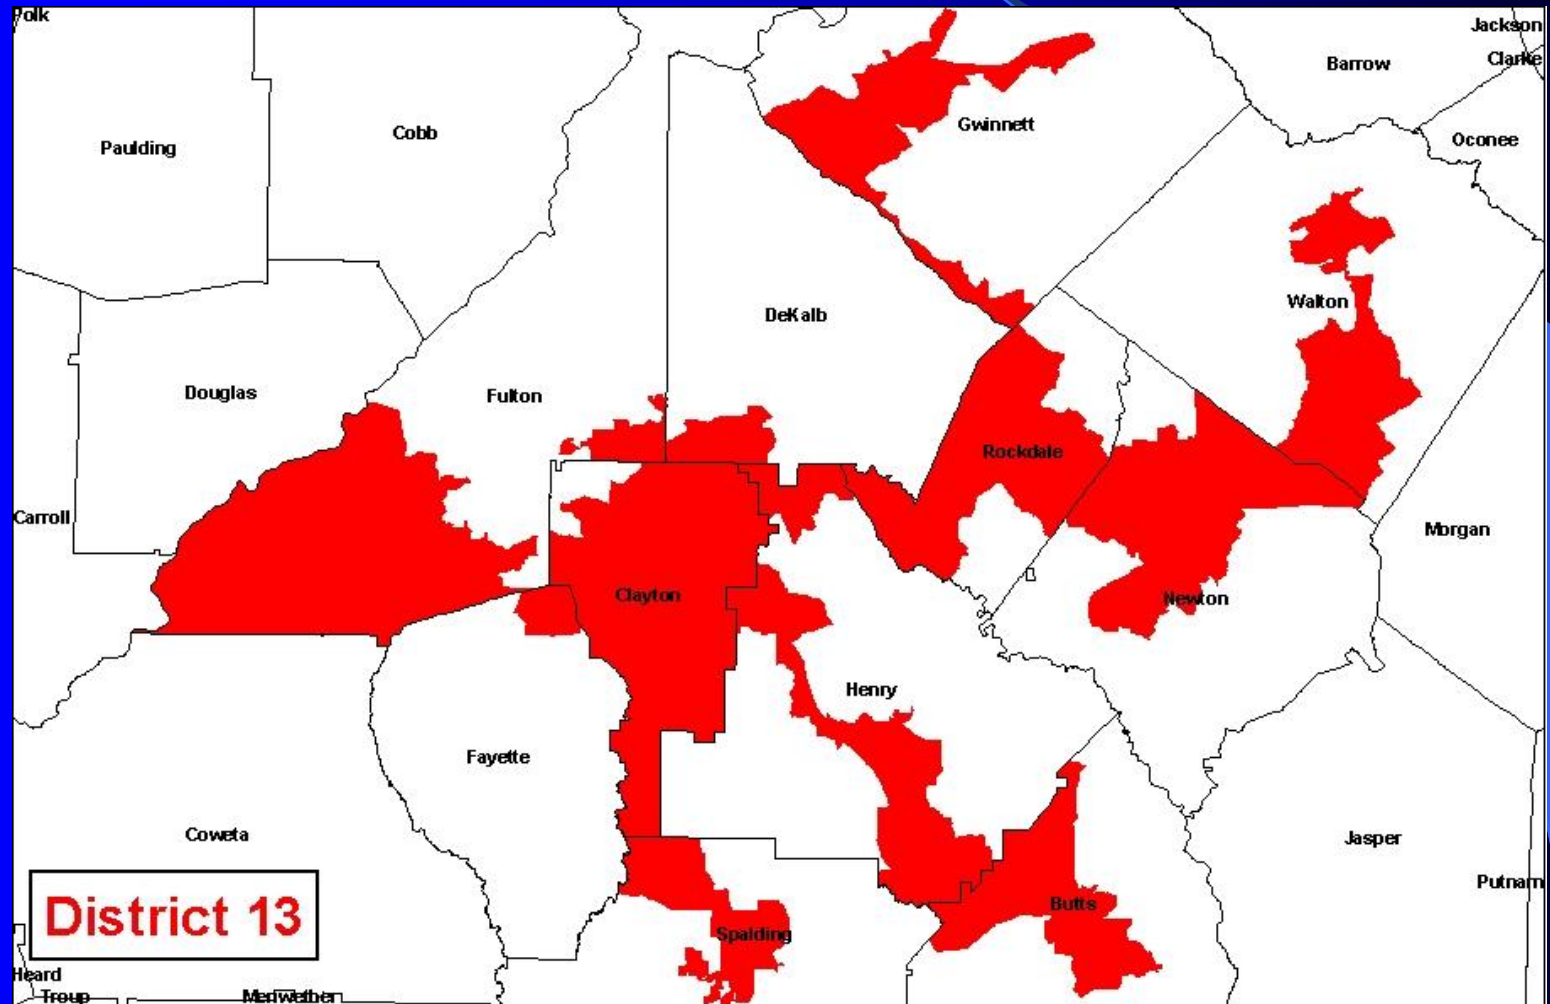 Polk
Jackson
Clarke
Barrow
Gwinnett
Cobb
Oconee
Paulding
Walton
DeKalb
Douglas
Fulton
Rockdale
Carroll
Morgan
Clayton
Newton
Henry
Fayette
Coweta
Jasper
Putnam
Butts
District 13
Spalding
Heard
Troup
Meriwether